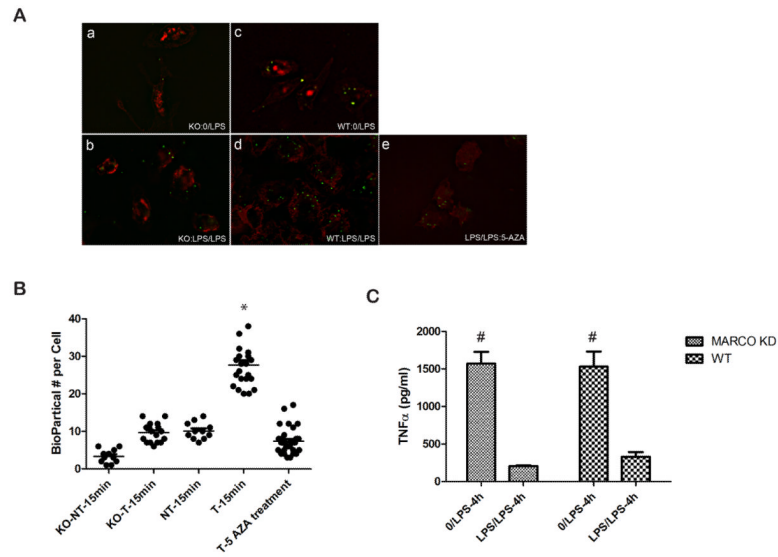 A
a
c
KO:0/LPS
WT:0/LPS
b
d
e
KO:LPS/LPS
WT:LPS/LPS
LPS/LPS:5-AZA
B
C
BioPartical # per Cell
40
30
20
10
0
*
KO-NT-15min
KO-T-15min
NT-15min
T-15min
T-5 AZA treatment
TNFα (pg/ml)
2000
1500
1000
500
0
#
#
0/LPS-4h
LPS/LPS-4h
0/LPS-4h
LPS/LPS-4h
MARCO KD
WT